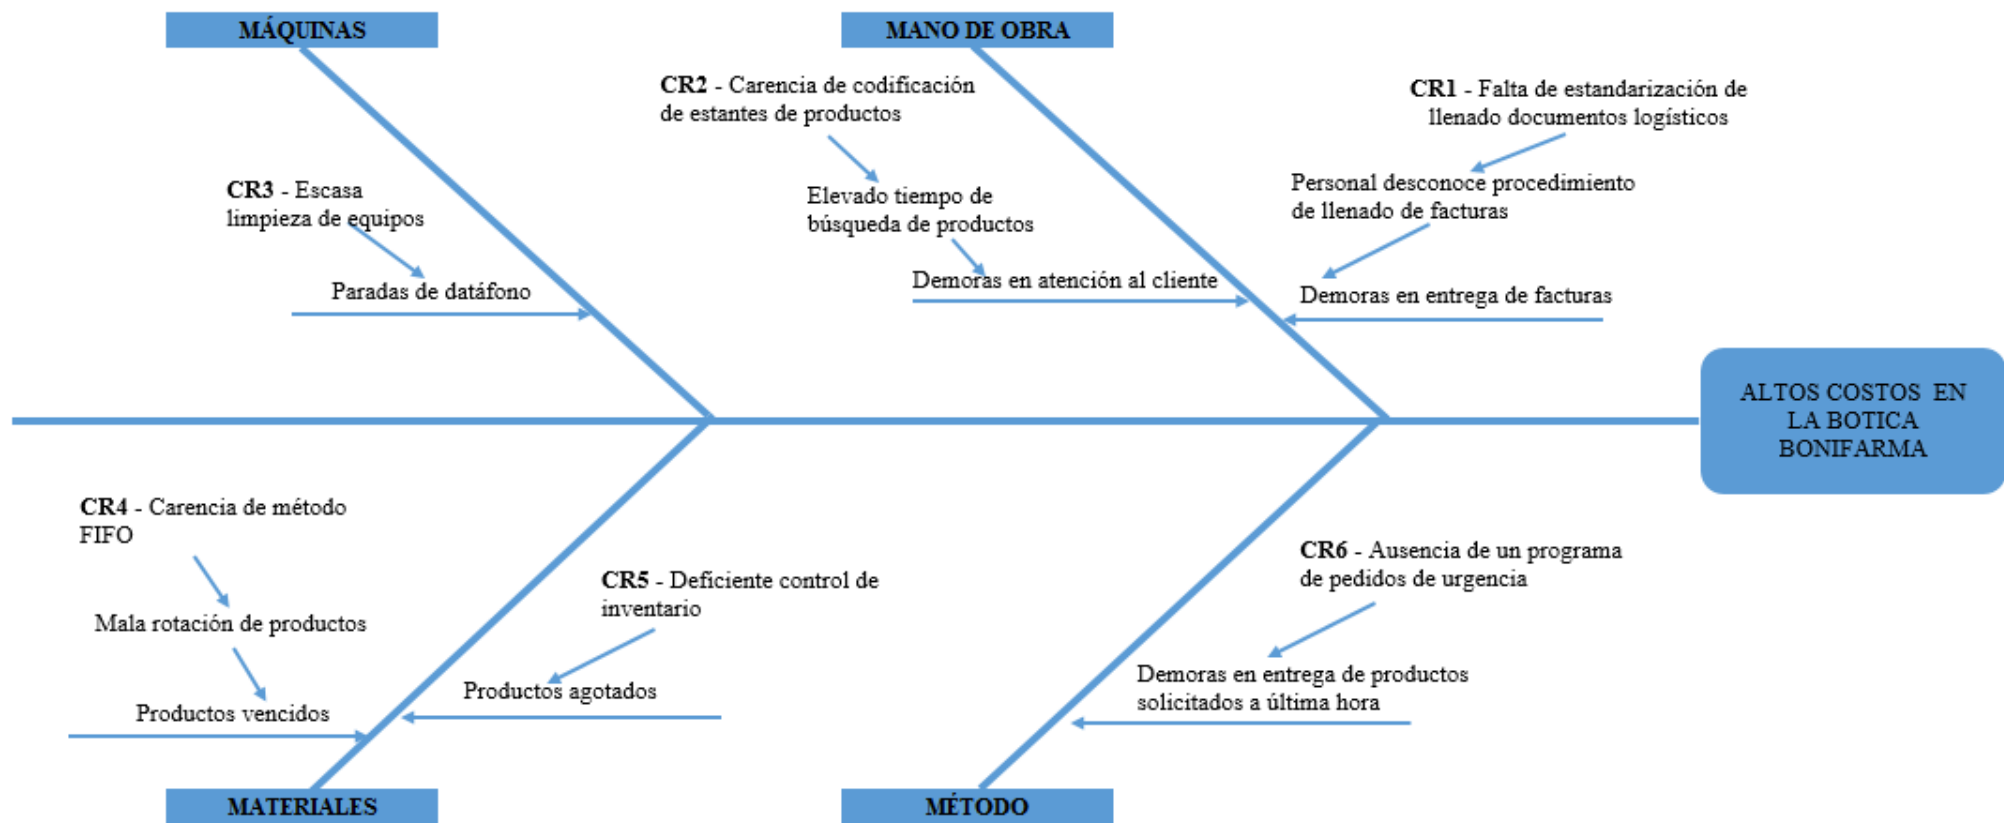 MÁQUINAS
MANO DE OBRA
CR2 - Carencia de codificación
de estantes de productos
CR1 - Falta de estandarización de
llenado documentos logísticos
CR3 - Escasa
limpieza de equipos
Elevado tiempo de
búsqueda de productos
Personal desconoce procedimiento
de llenado de facturas
Paradas de datáfono
Demoras en atención al cliente
Demoras en entrega de facturas
ALTOS COSTOS EN
LA BOTICA
BONIFARMA
CR4 - Carencia de método
FIFO
CR5 - Deficiente control de
inventario
CR6 - Ausencia de un programa
de pedidos de urgencia
Mala rotación de productos
Productos vencidos
Productos agotados
Demoras en entrega de productos
solicitados a última hora
MATERIALES
MÉTODO